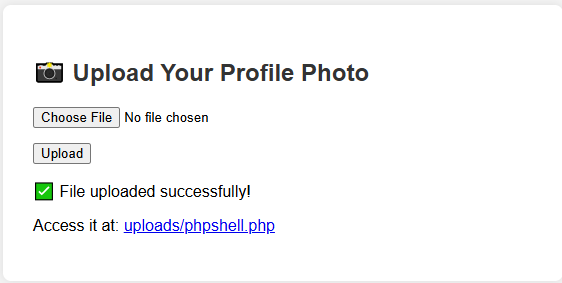 📷 Upload Your Profile Photo
Choose File No file chosen
Upload
✅ File uploaded successfully!
Access it at: uploads/phpshell.php